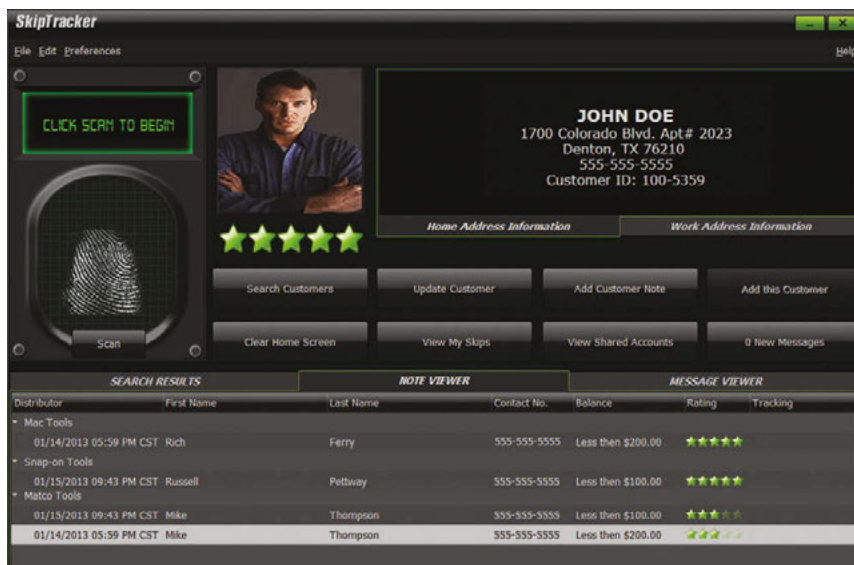 SkipTracker
File Edit Preferences
Help
CLICK SCAN TO BEGIN
Scan
JOHN DOE
1700 Colorado Blvd. Apt# 2023
Denton, TX 76210
555-555-5555
Customer ID: 100-5359
Home Address Information Work Address Information
Search Customers Update Customer Add Customer Note Add this Customer
Clear Home Screen View My Skips View Shared Accounts 0 New Messages
SEARCH RESULTS NOTE VIEWER MESSAGE VIEWER
Distributor First Name Last Name Contact No. Balance Rating Tracking
Mac Tools
01/14/2013 05:59 PM CST Rich Ferry 555-555-5555 Less then $200.00
Snap-on Tools
01/15/2013 09:43 PM CST Russell Pettway 555-555-5555 Less then $100.00
Matco Tools
01/15/2013 09:43 PM CST Mike Thompson 555-555-5555 Less then $100.00
01/14/2013 05:59 PM CST Mike Thompson 555-555-5555 Less then $200.00